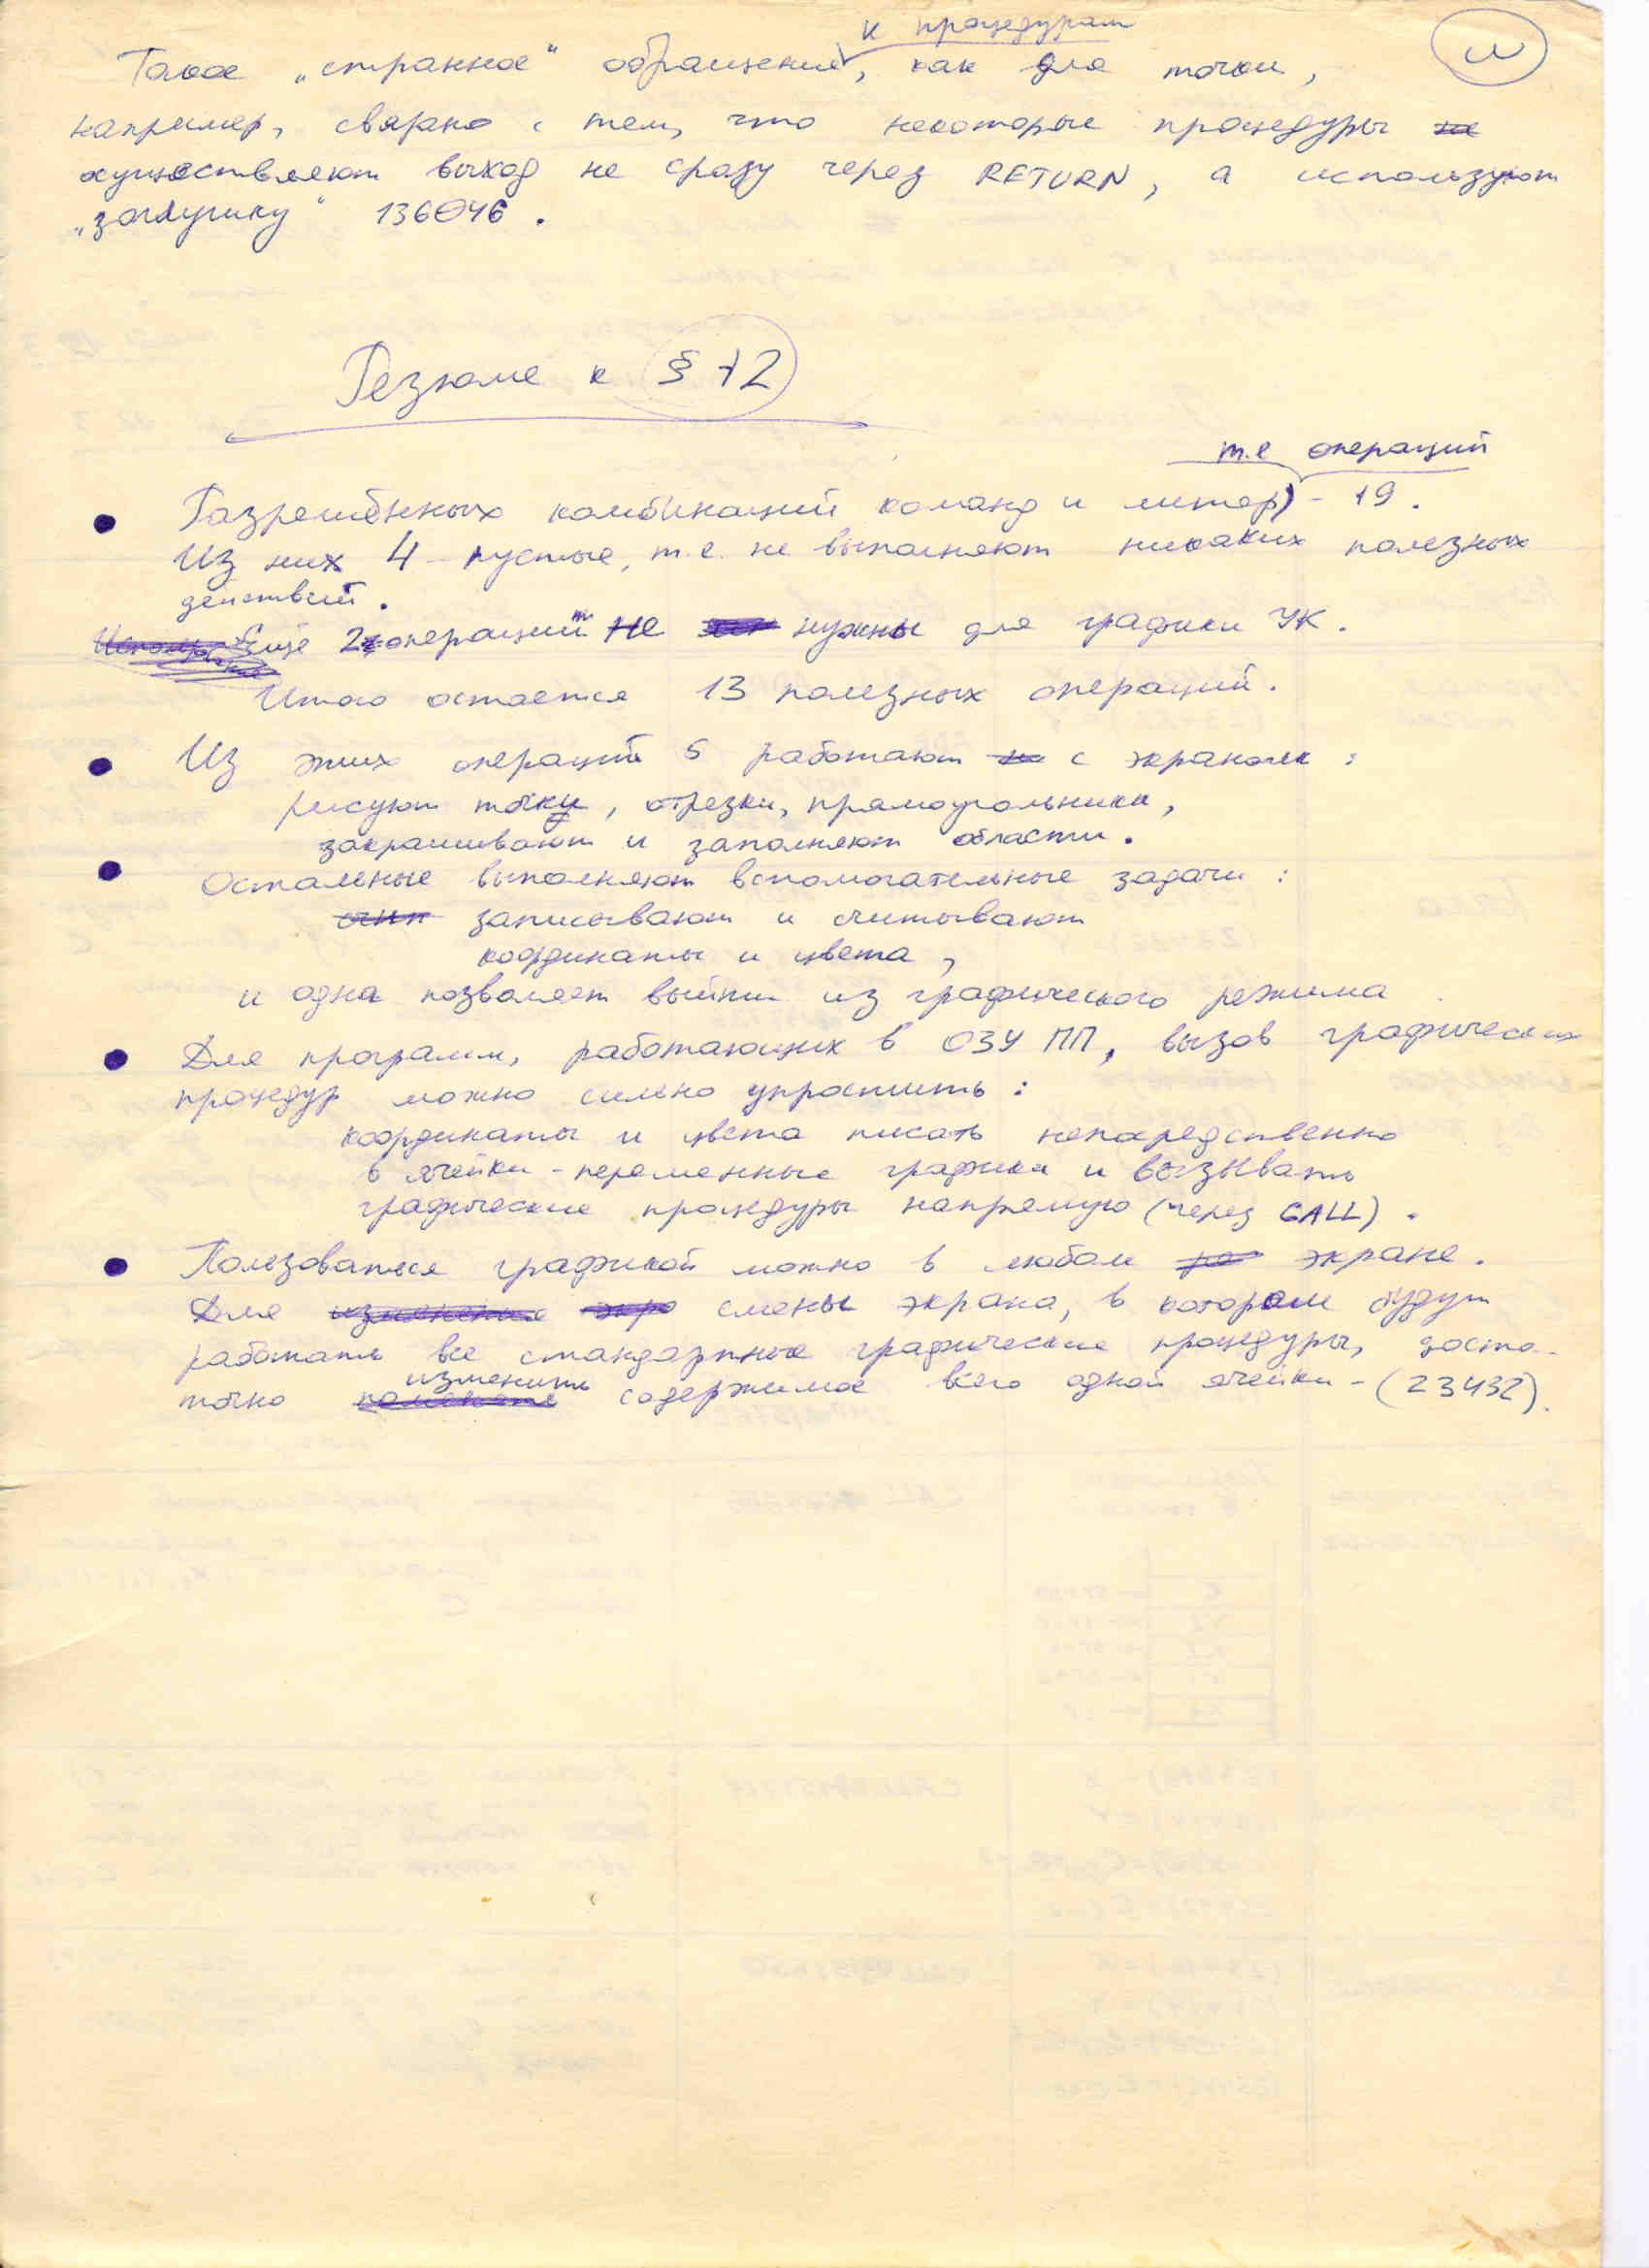 к процедурам
Такое „странное“ обращение, как для точки,
например, связано с тем, что некоторые процедуры не
осуществляют выход не сразу через RETURN, а используют
„заглушку“ 136046.
Резюме к § 12
т.е операций
Разрешённых комбинаций команд и литер) - 19.
Из них 4 - пустые, т.е. не выполняют никаких полезных
действий.
Ещё 2 операции не нужны для графики УК.
Итого остается 13 полезных операций.
Из этих операций 5 работают с экраном:
рисуют точку, отрезки, прямоугольники,
закрашивают и заполняют области.
Остальные выполняют вспомогательные задачи:
записывают и считывают
координаты и цвета,
и одна позволяет выйти из графического режима
Для программ, работающих в ОЗУ ПП, вызов графических
процедур можно сильно упростить:
координаты и цвета писать непосредственно
в ячейки - переменные графики и вызывать
графические процедуры напрямую (через CALL).
Пользоваться графикой можно в любом экране.
Для смены экрана, в котором будут
работать все стандартные графические процедуры, доста-
изменить
точно содержимое всего одной ячейки - (23432).